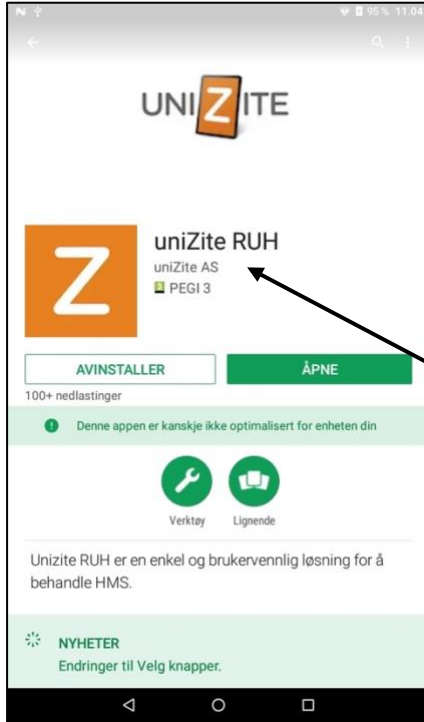 95 % 11.04
UNIZITE
Z
uniZite RUH
uniZite AS
3 PEGI 3
AVINSTALLER
ÅPNE
100+ nedlastinger
Denne appen er kanskje ikke optimalisert for enheten din
Verktøy
Lignende
Unizite RUH er en enkel og brukervennlig løsning for å
behandle HMS.
NYHETER
Endringer til Velg knapper.